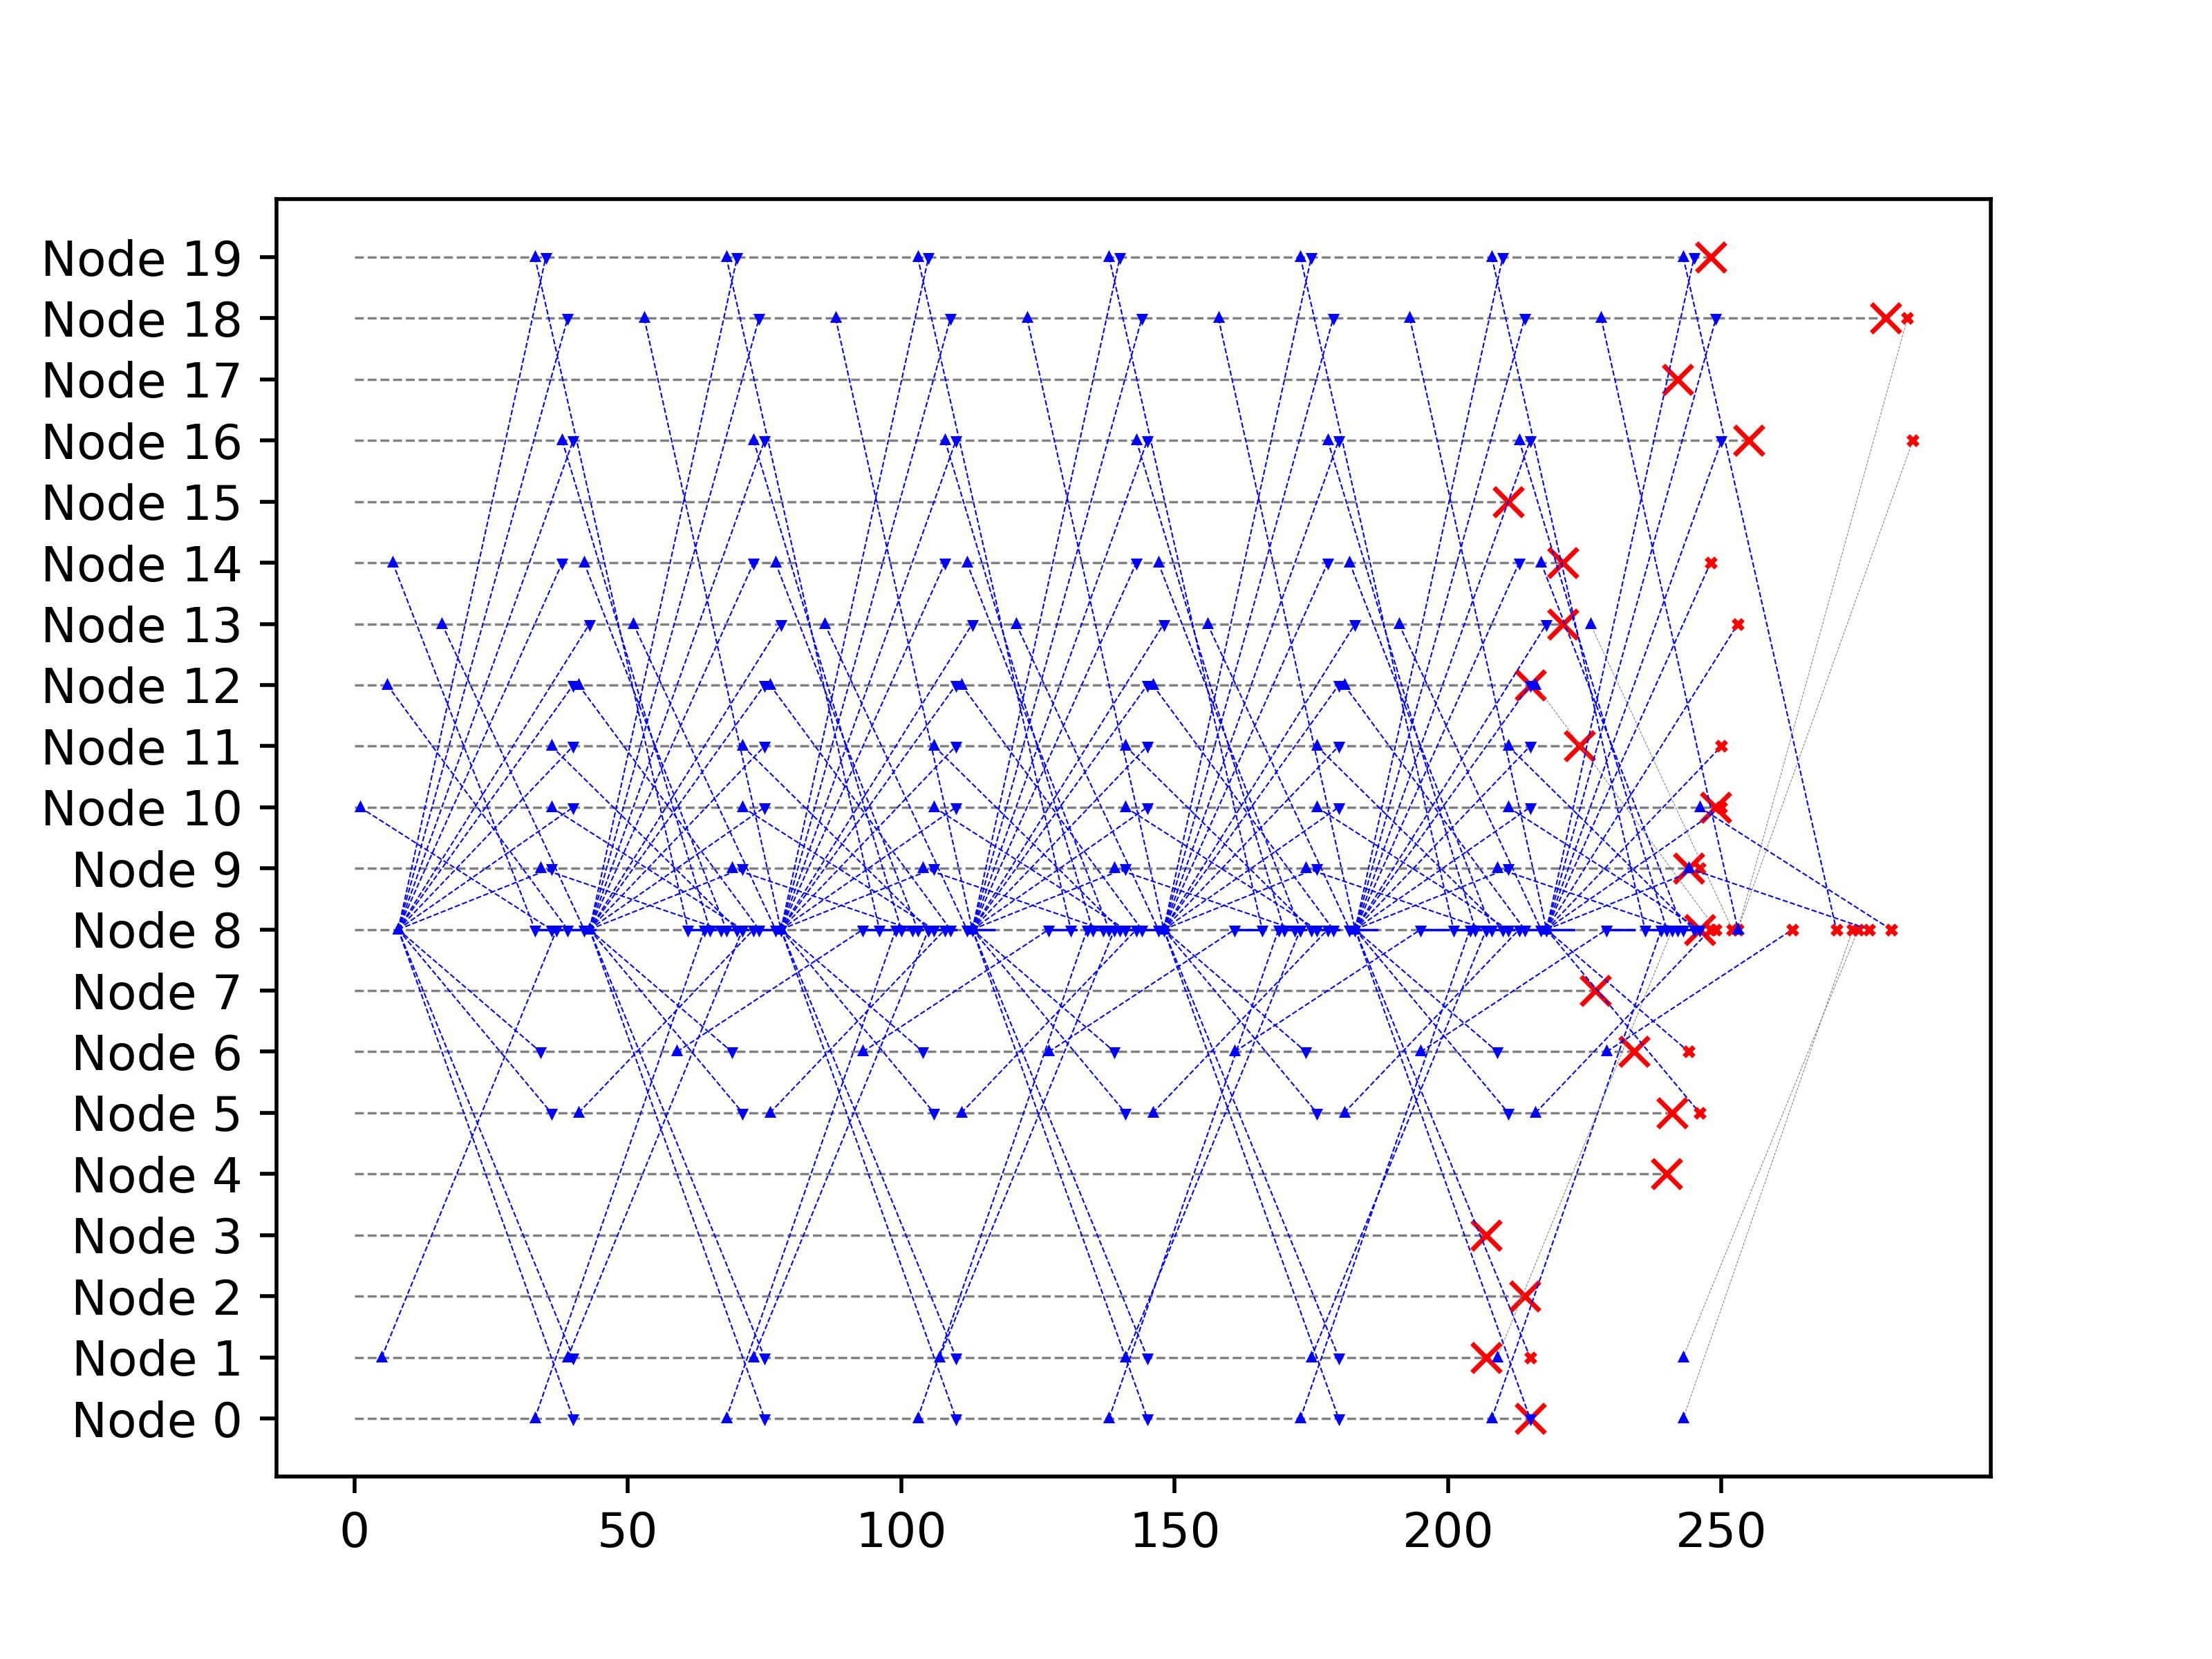 Node 19
Node 18
Node 17
Node 16
Node 15
Node 14
Node 13
Node 12
Node 11
Node 10
Node 9
Node 8
Node 7
Node 6
Node 5
Node 4
Node 3
Node 2
Node 1
Node 0
0 50 100 150 200 250